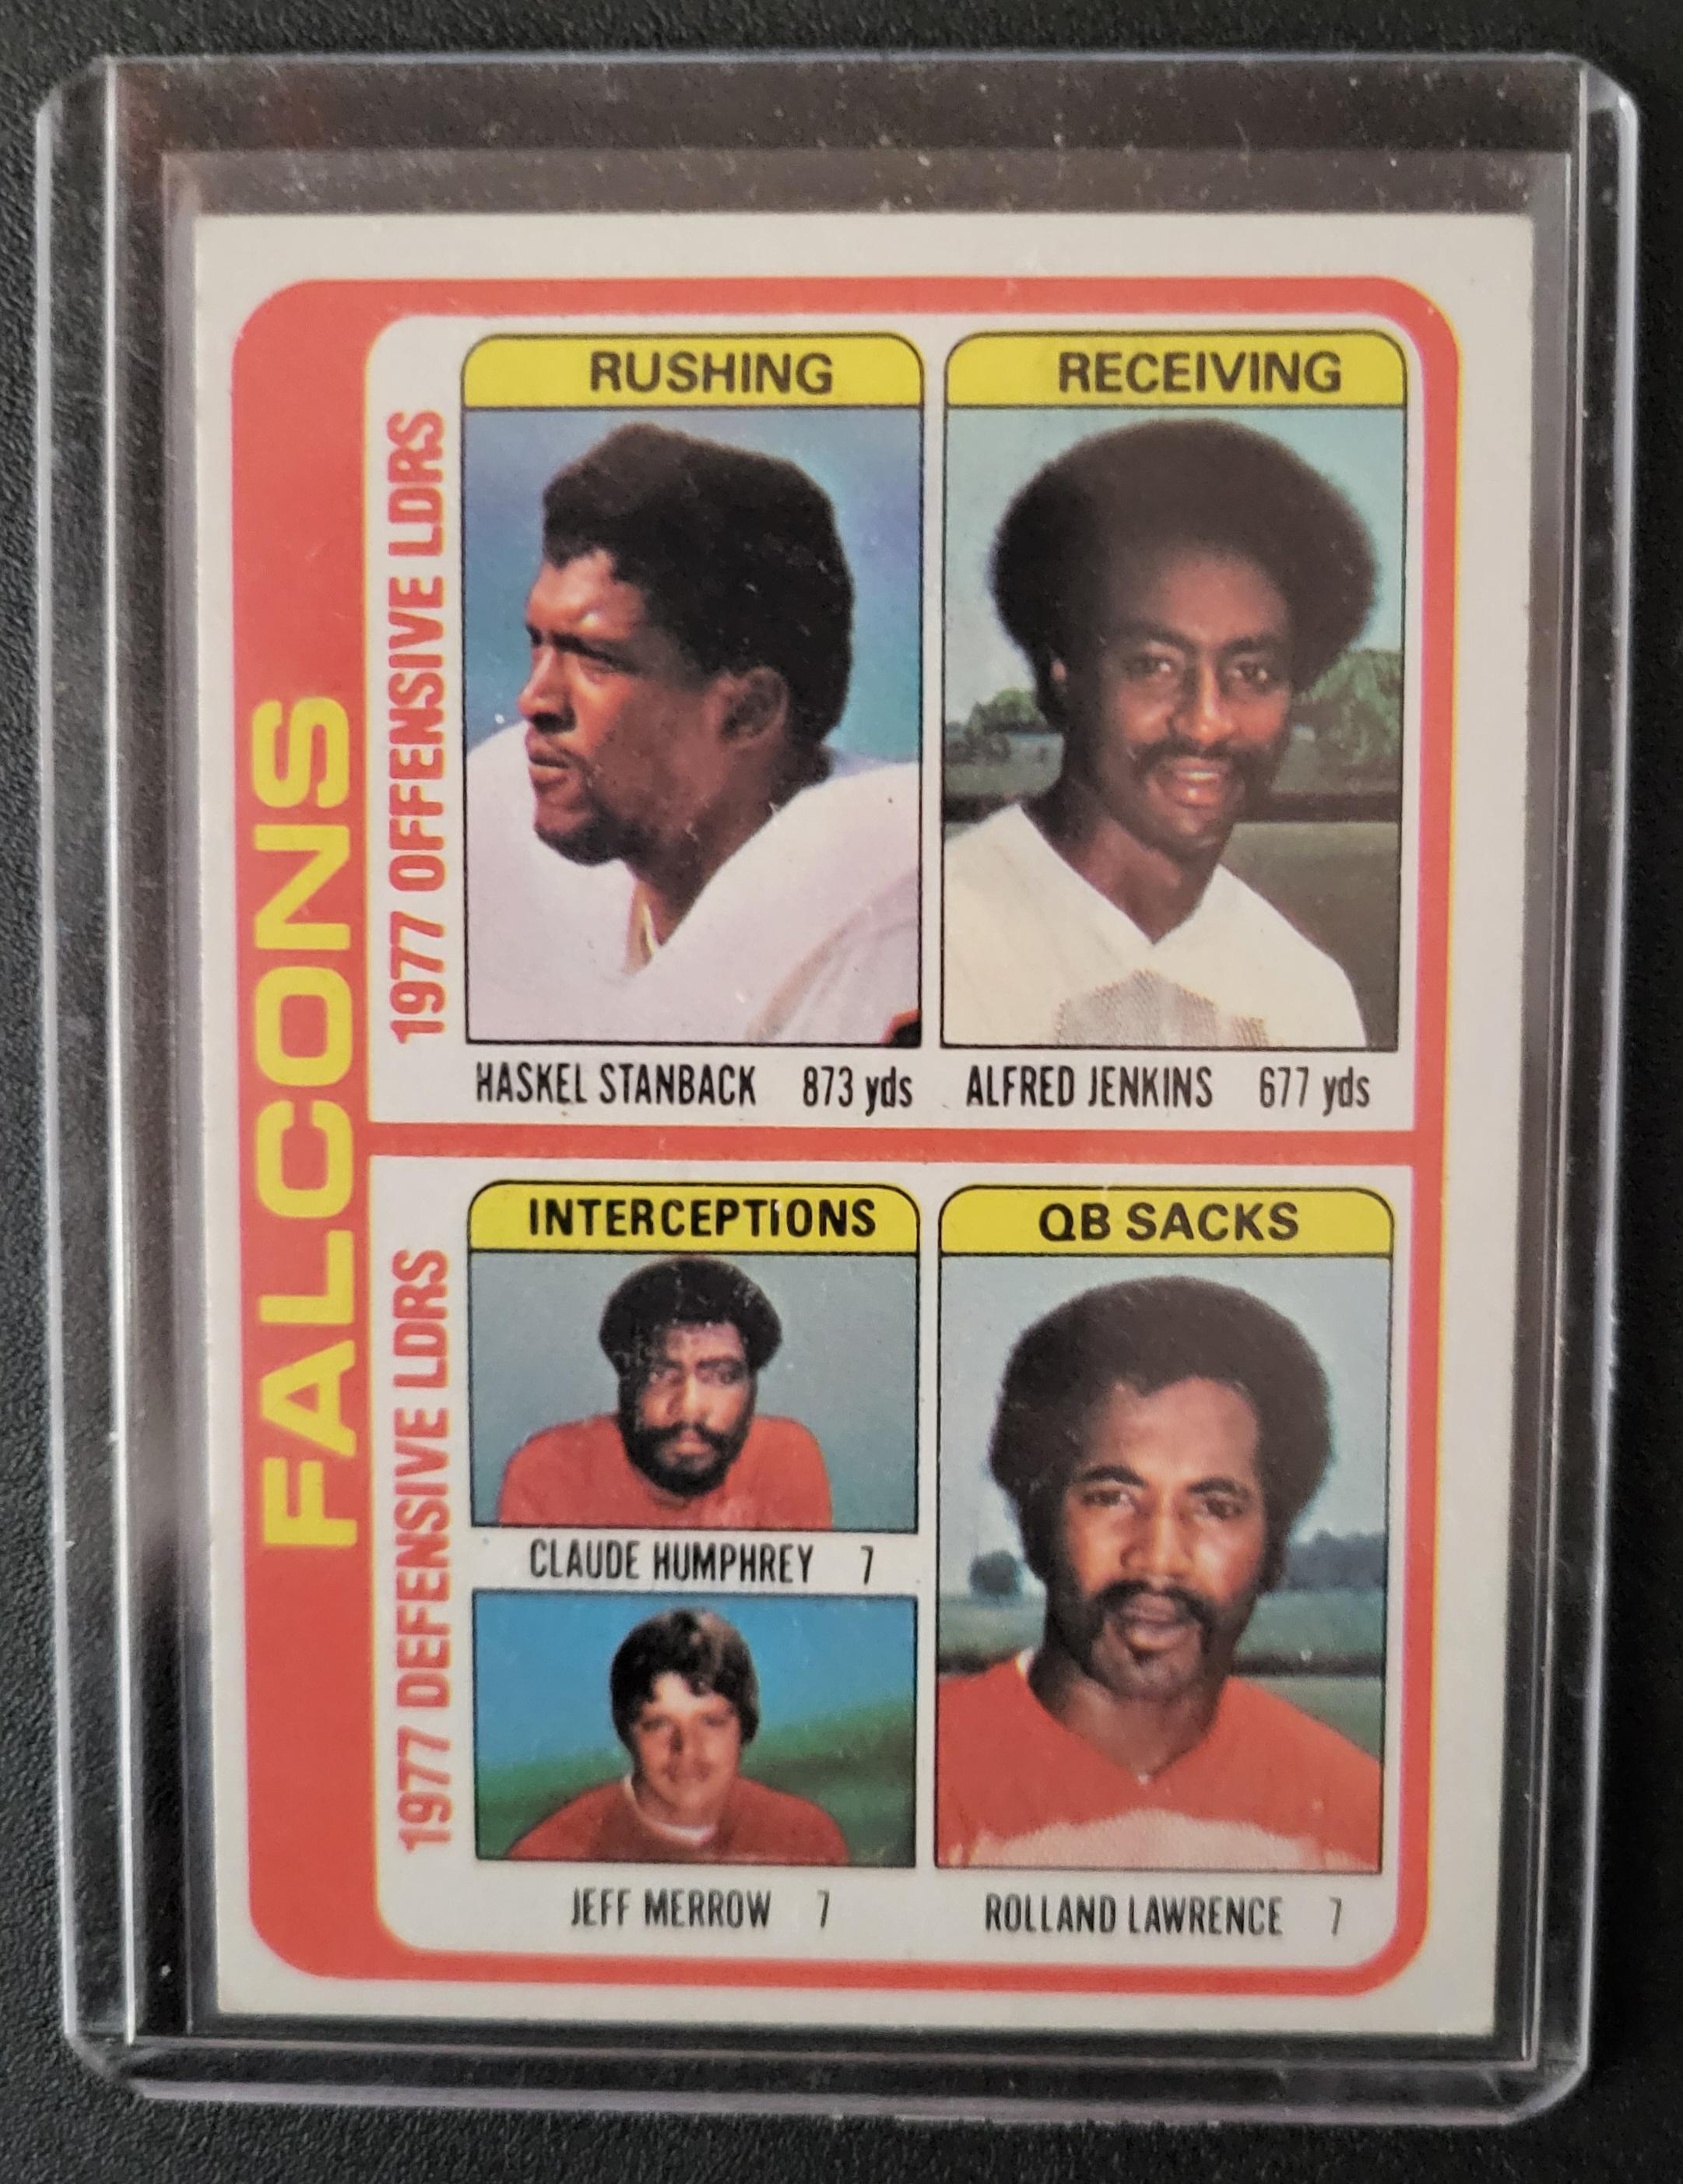 FALCONS
1977 OFFENSIVE LDRS
RUSHING
RECEIVING
HASKEL STANBACK 873 yds
ALFRED JENKINS 677 yds
1977 DEFENSIVE LDRS
INTERCEPTIONS
QB SACKS
CLAUDE HUMPHREY 7
JEFF MERROW 7
ROLLAND LAWRENCE 7